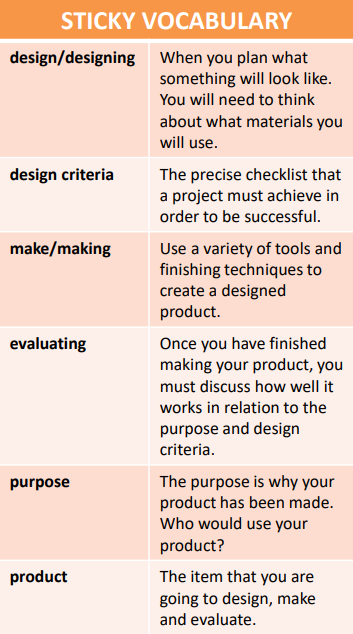 STICKY VOCABULARY
design/designing
When you plan what
something will look like.
You will need to think
about what materials you
will use.
design criteria
The precise checklist that
a project must achieve in
order to be successful.
make/making
Use a variety of tools and
finishing techniques to
create a designed
product.
evaluating
Once you have finished
making your product, you
must discuss how well it
works in relation to the
purpose and design
criteria.
purpose
The purpose is why your
product has been made.
Who would use your
product?
product
The item that you are
going to design, make
and evaluate.